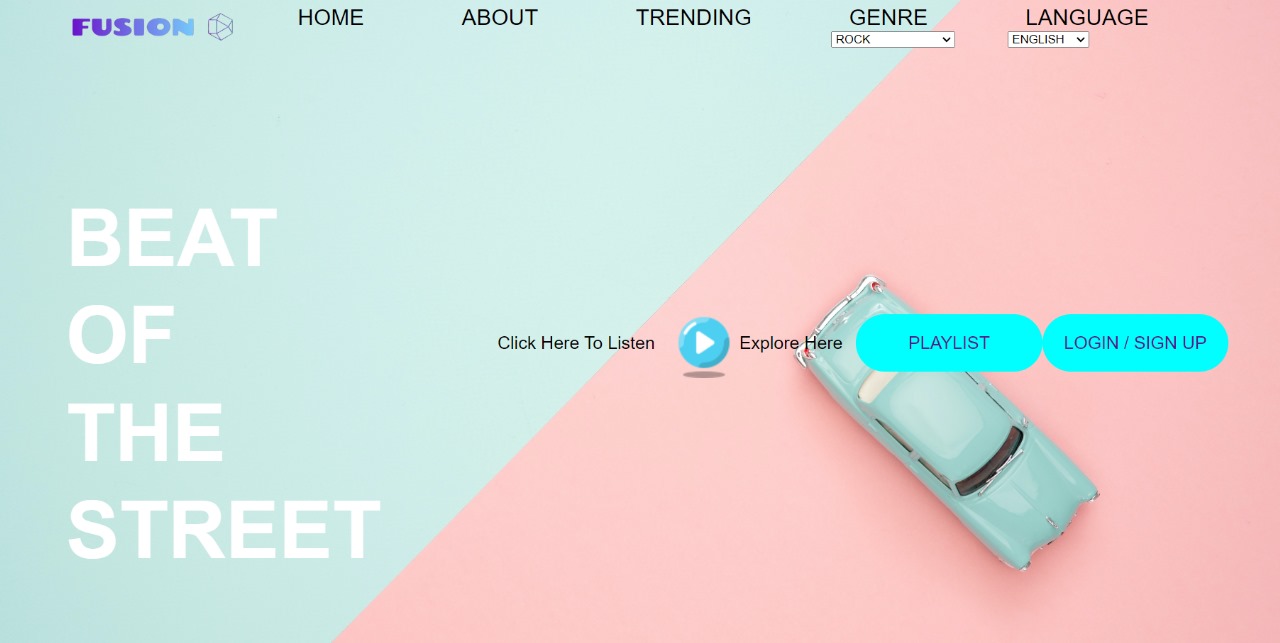 FUSION HOME ABOUT TRENDING GENRE LANGUAGE
ROCK ENGLISH
BEAT
OF
THE
STREET
Click Here To Listen Explore Here PLAYLIST LOGIN / SIGN UP